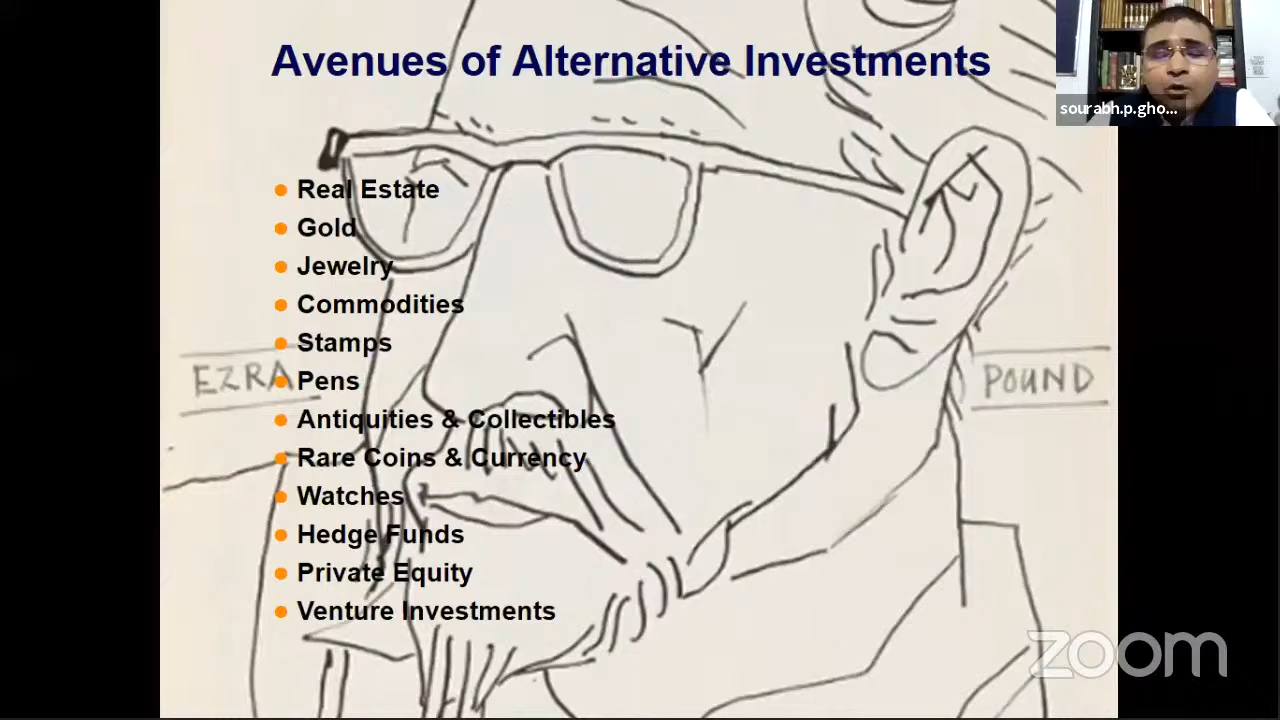 Avenues of Alternative Investments
sourabh.p.gho...
Real Estate
Gold
Jewelry
Commodities
Stamps
EZRA
Pens
POUND
Antiquities & Collectibles
Rare Coins & Currency
Watches
Hedge Funds
Private Equity
Venture Investments
zoom